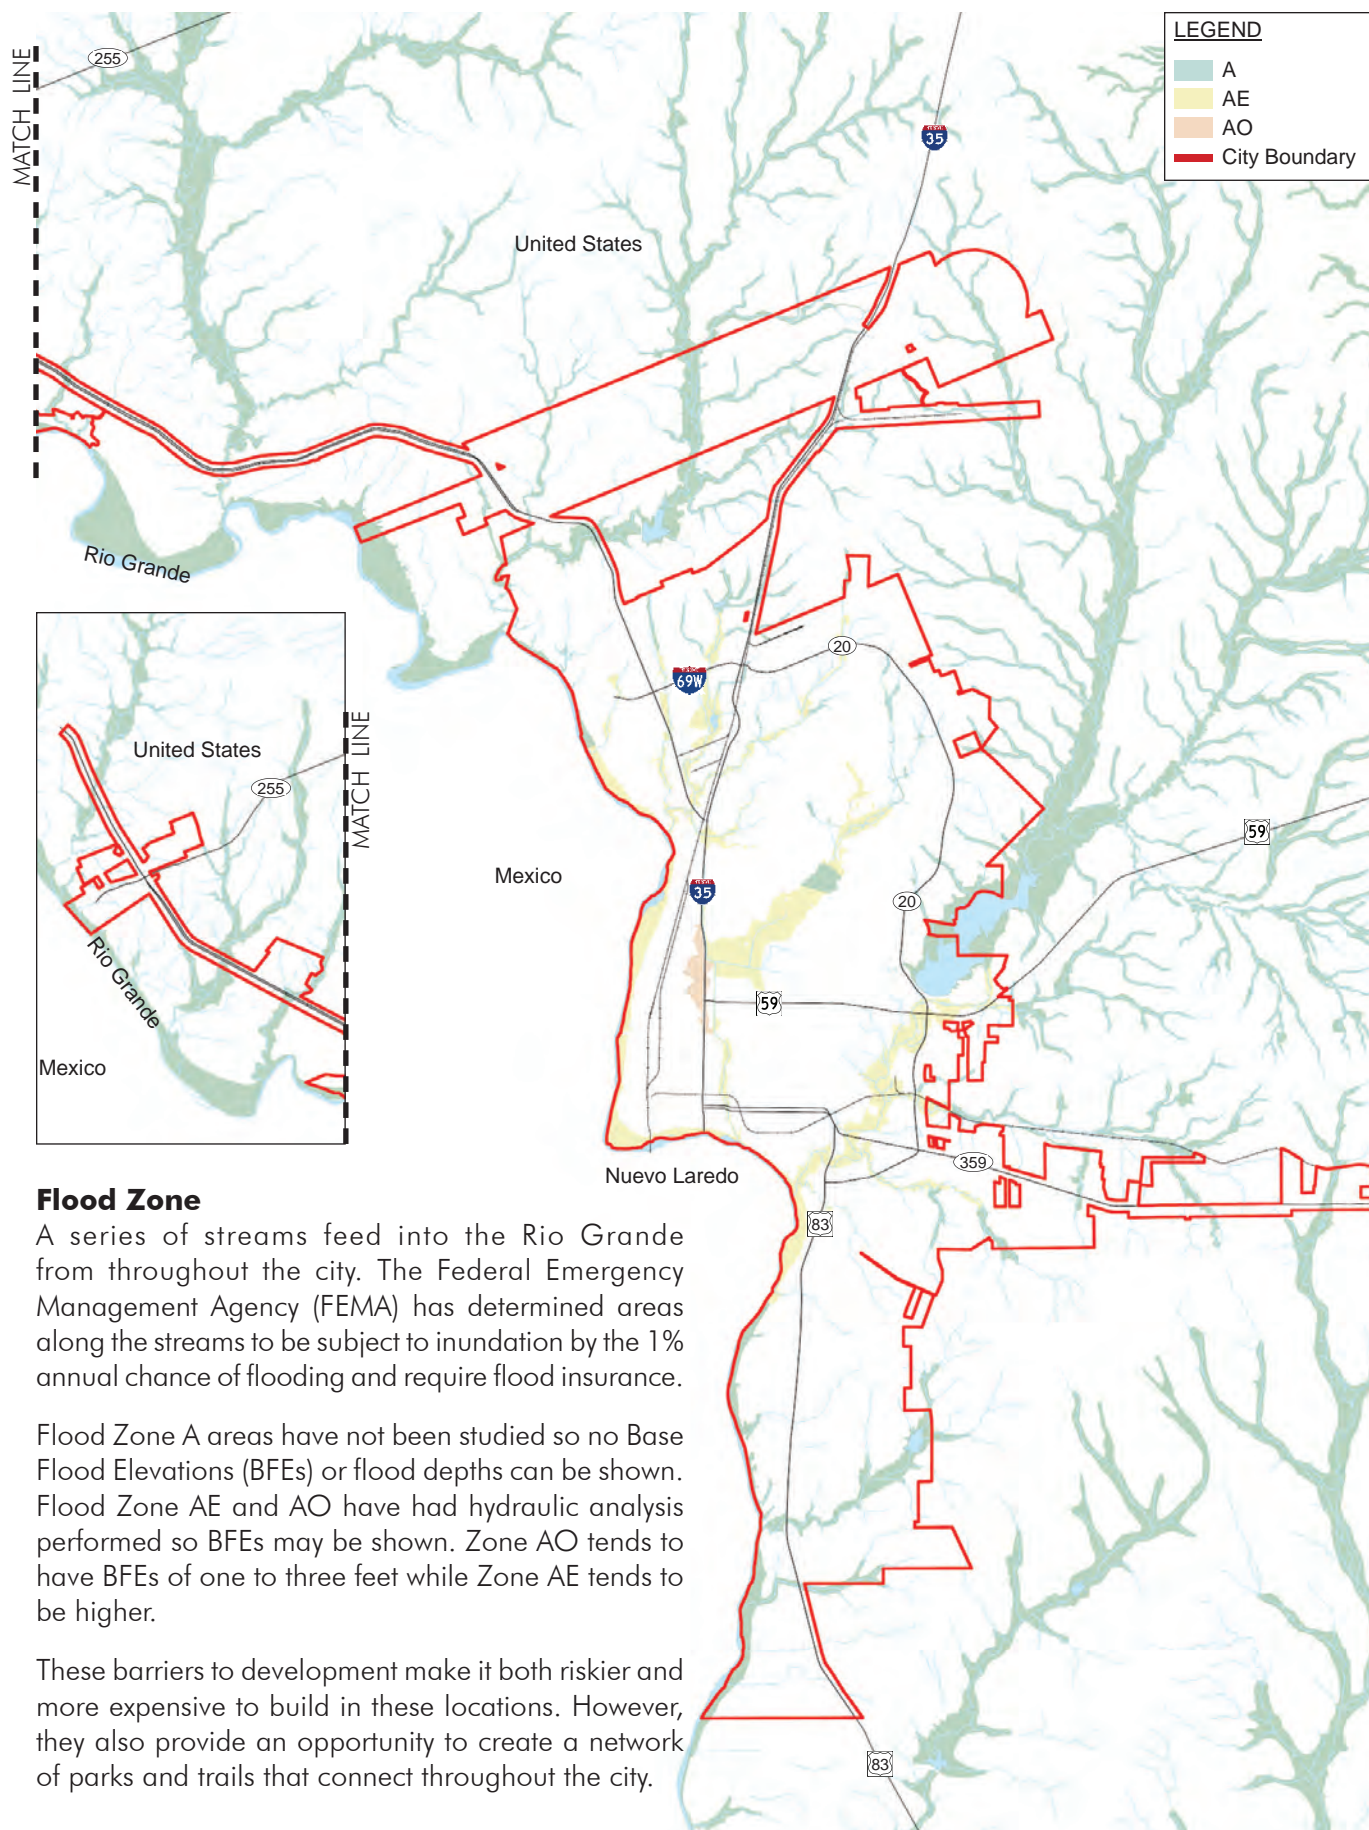 LEGEND
A
AE
AO
City Boundary
MATCH LINE
255
35
United States
Rio Grande
20
69W
United States
255
MATCH LINE
59
Mexico
35
20
59
Rio Grande
Mexico
Nuevo Laredo
359
83
83
Flood Zone
A series of streams feed into the Rio Grande
from throughout the city. The Federal Emergency
Management Agency (FEMA) has determined areas
along the streams to be subject to inundation by the 1%
annual chance of flooding and require flood insurance.
Flood Zone A areas have not been studied so no Base
Flood Elevations (BFEs) or flood depths can be shown.
Flood Zone AE and AO have had hydraulic analysis
performed so BFEs may be shown. Zone AO tends to
have BFEs of one to three feet while Zone AE tends to
be higher.
These barriers to development make it both riskier and
more expensive to build in these locations. However,
they also provide an opportunity to create a network
of parks and trails that connect throughout the city.